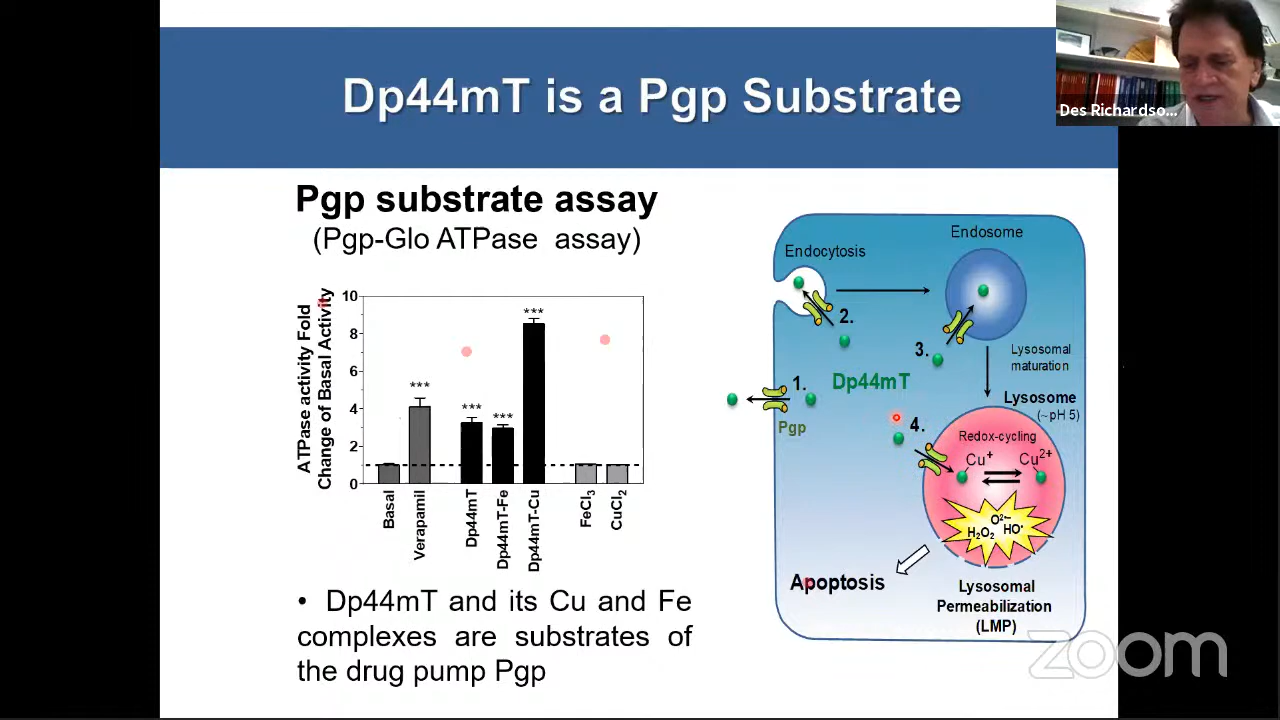 Dp44mT is a Pgp Substrate
Des Richardso...
Pgp substrate assay
(Pgp-Glo ATPase assay)
ATPase activity Fold
Change of Basal Activity
10
8
6
4
2
0
***
***
***
***
Basal
Verapamil
Dp44mT
Dp44mT-Fe
Dp44mT-Cu
FeCl3
CuCl2
• Dp44mT and its Cu and Fe
complexes are substrates of
the drug pump Pgp
Endocytosis
Endosome
2.
3.
Lysosomal
maturation
1.
Dp44mT
Pgp
Lysosome
(~pH 5)
4.
Redox-cycling
Cu+
Cu2+
O2•–
H2O2
HO•
Apoptosis
Lysosomal
Permeabilization
(LMP)
zoom